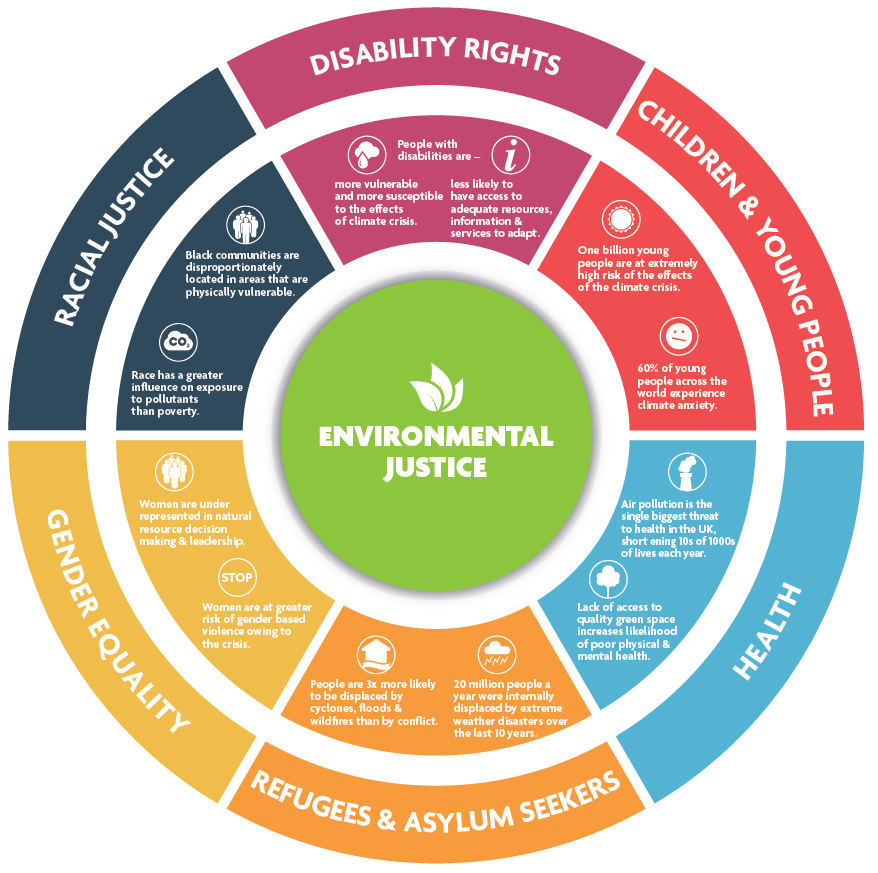 DISABILITY RIGHTS
People with
disabilities are –
more vulnerable
and more susceptible
to the effects
of climate crisis.
less likely to
have access to
adequate resources,
information &
services to adapt.
CHILDREN & YOUNG PEOPLE
One billion young
people are at extremely
high risk of the effects
of the climate crisis.
60% of young
people across the
world experience
climate anxiety.
HEALTH
Air pollution is the
single biggest threat
to health in the UK,
short ening 10s of 1000s
of lives each year.
Lack of access to
quality green space
increases likelihood
of poor physical &
mental health.
REFUGEES & ASYLUM SEEKERS
People are 3x more likely
to be displaced by
cyclones, floods &
wildfires than by conflict.
20 million people a
year were internally
displaced by extreme
weather disasters over
the last 10 years.
GENDER EQUALITY
Women are under
represented in natural
resource decision
making & leadership.
STOP
Women are at greater
risk of gender based
violence owing to
the crisis.
RACIAL JUSTICE
Black communities are
disproportionately
located in areas that are
physically vulnerable.
CO2
Race has a greater
influence on exposure
to pollutants
than poverty.
ENVIRONMENTAL
JUSTICE